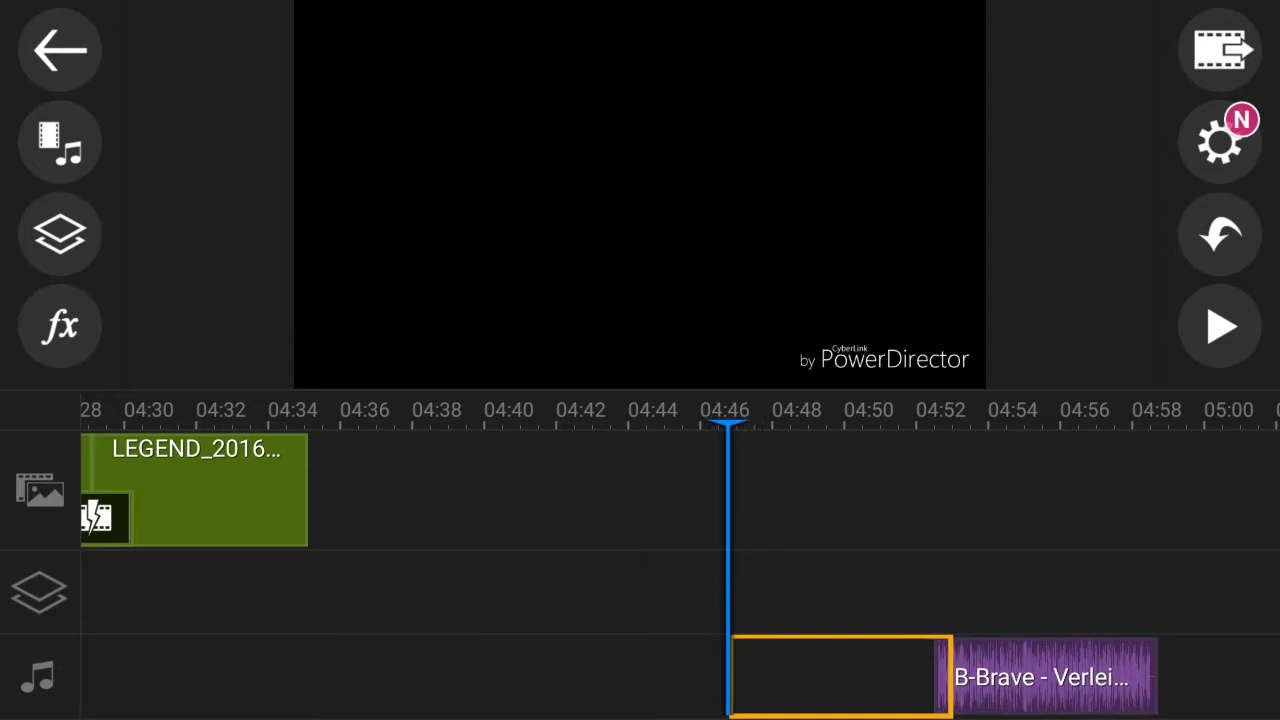 N
fx
CyberLink
by PowerDirector
28 04:30 04:32 04:34 04:36 04:38 04:40 04:42 04:44 04:46 04:48 04:50 04:52 04:54 04:56 04:58 05:00
LEGEND_2016...
B-Brave - Verlei...